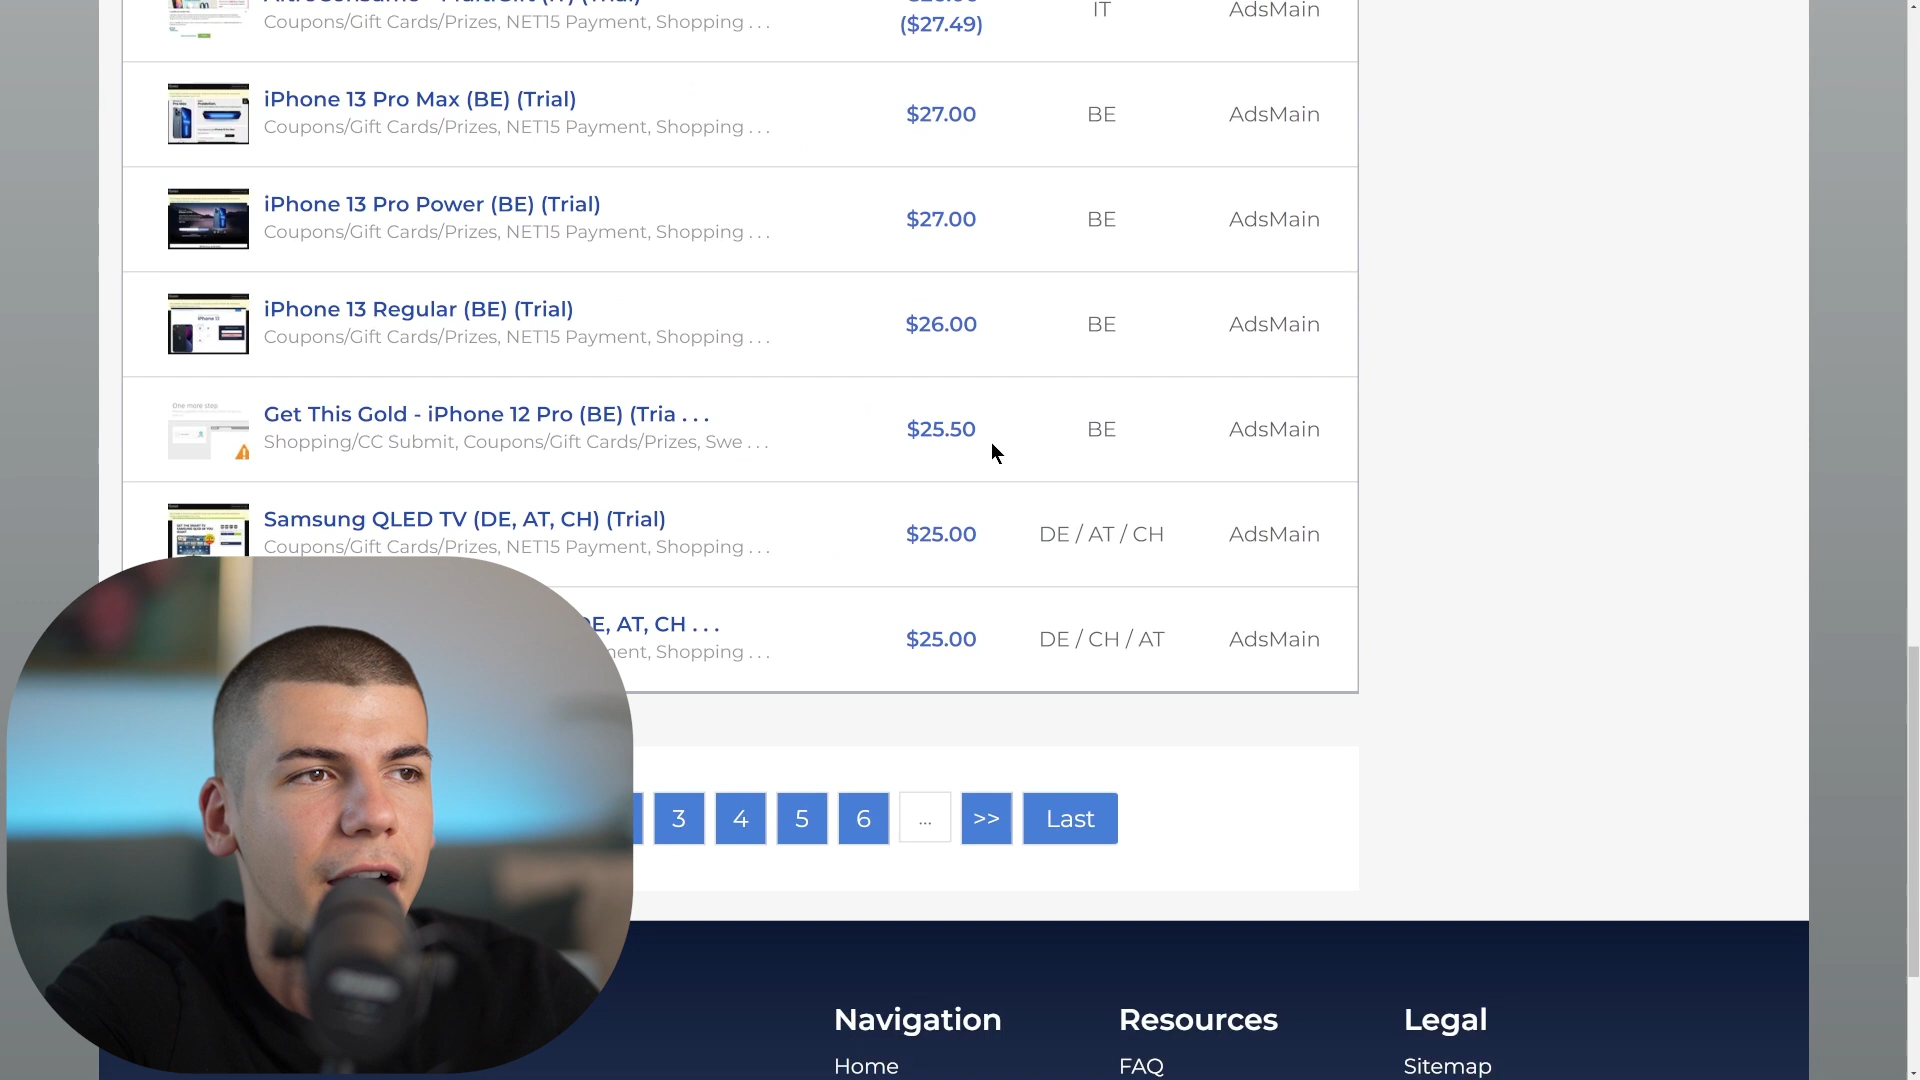 Coupons/Gift Cards/Prizes, NET15 Payment, Shopping . . .
($27.49)
IT
AdsMain
iPhone 13 Pro Max (BE) (Trial)
Coupons/Gift Cards/Prizes, NET15 Payment, Shopping . . .
$27.00
BE
AdsMain
iPhone 13 Pro Power (BE) (Trial)
Coupons/Gift Cards/Prizes, NET15 Payment, Shopping . . .
$27.00
BE
AdsMain
iPhone 13 Regular (BE) (Trial)
Coupons/Gift Cards/Prizes, NET15 Payment, Shopping . . .
$26.00
BE
AdsMain
One more step
Get This Gold - iPhone 12 Pro (BE) (Tria . . .
Shopping/CC Submit, Coupons/Gift Cards/Prizes, Swe . . .
$25.50
BE
AdsMain
Samsung QLED TV (DE, AT, CH) (Trial)
Coupons/Gift Cards/Prizes, NET15 Payment, Shopping . . .
$25.00
DE / AT / CH
AdsMain
E, AT, CH . . .
ment, Shopping . . .
$25.00
DE / CH / AT
AdsMain
3
4
5
6
...
>>
Last
Navigation
Resources
Legal
Home
FAQ
Sitemap